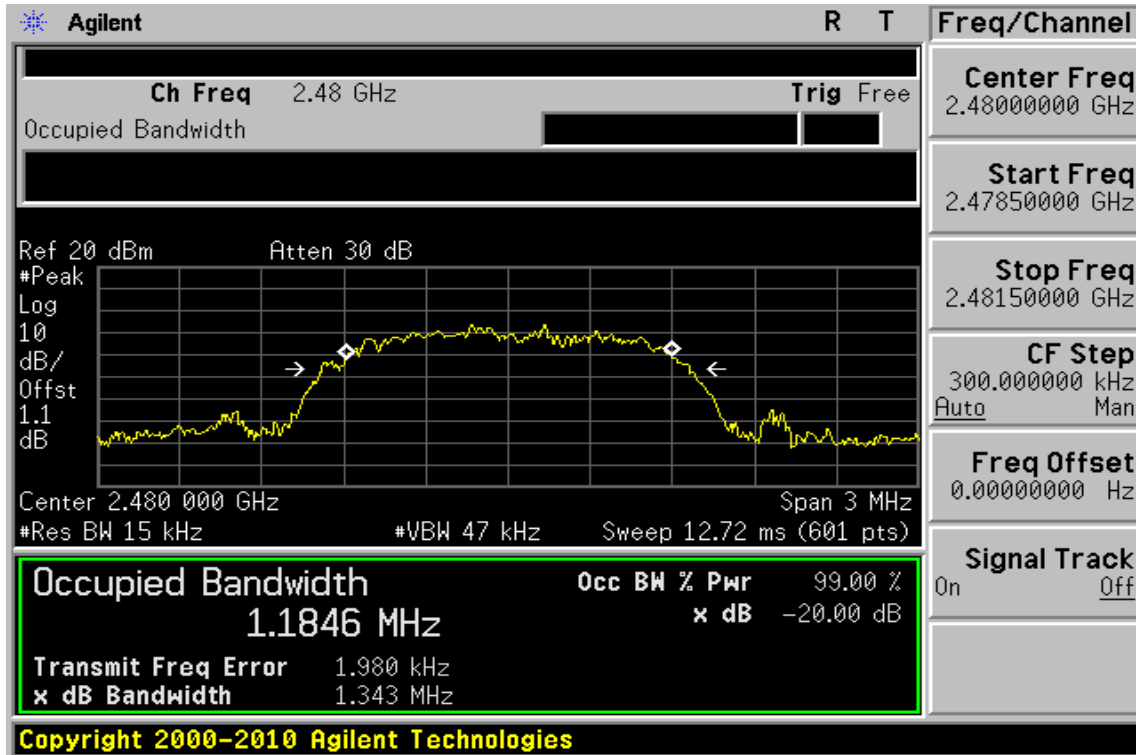 Agilent R T
Ch Freq 2.48 GHz Trig Free
Occupied Bandwidth
Ref 20 dBm Atten 30 dB
#Peak
Log
10
dB/
Offst
1.1
dB
Center 2.480 000 GHz Span 3 MHz
#Res BW 15 kHz #VBW 47 kHz Sweep 12.72 ms (601 pts)
Occupied Bandwidth
1.1846 MHz
Occ BW % Pwr 99.00 %
x dB -20.00 dB
Transmit Freq Error 1.980 kHz
x dB Bandwidth 1.343 MHz
Copyright 2000-2010 Agilent Technologies
Freq/Channel
Center Freq
2.48000000 GHz
Start Freq
2.47850000 GHz
Stop Freq
2.48150000 GHz
CF Step
300.000000 kHz
Auto Man
Freq Offset
0.00000000 Hz
Signal Track
On Off